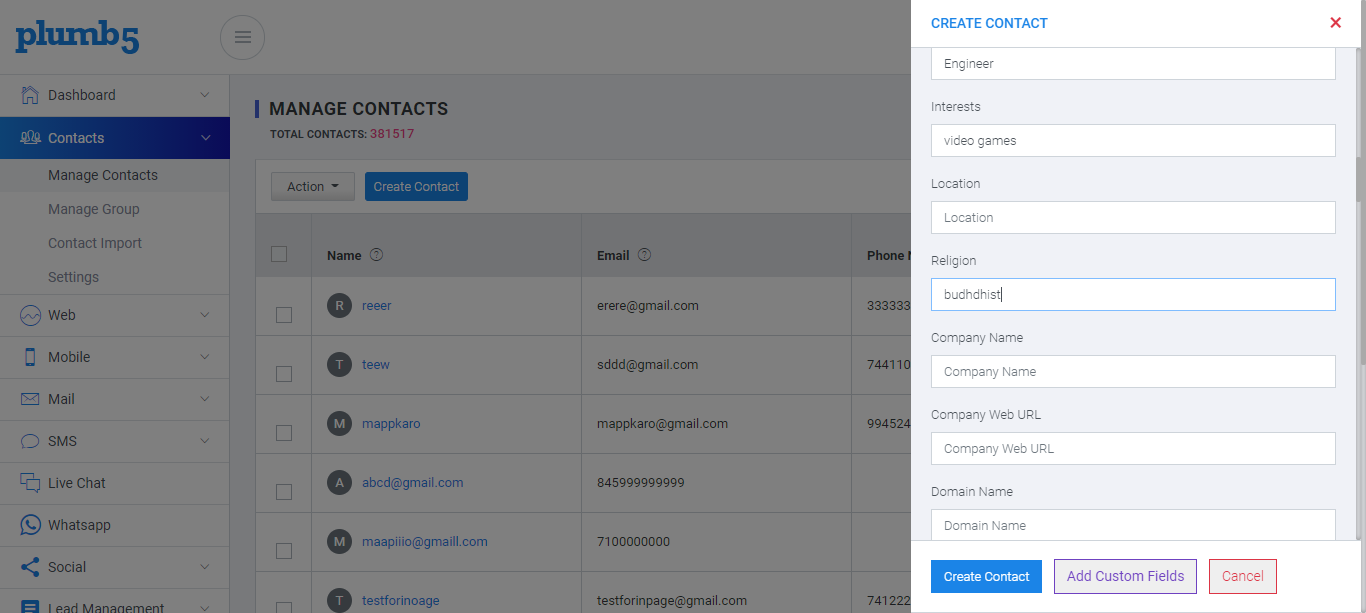 plumb5
Dashboard
Contacts
Manage Contacts
Manage Group
Contact Import
Settings
Web
Mobile
Mail
SMS
Live Chat
Whatsapp
Social
Lead Management
MANAGE CONTACTS
TOTAL CONTACTS: 381517
Action
Create Contact
Name ?
Email ?
Phone
R reeer erere@gmail.com 333333
T teew sddd@gmail.com 744110
M mappkaro mappkaro@gmail.com 994524
A abcd@gmail.com 845999999999
M maapiiio@gmaill.com 7100000000
T testforinoage testforinpage@gmail.com 741222
CREATE CONTACT
Engineer
Interests
video games
Location
Location
Religion
budhdhist
Company Name
Company Name
Company Web URL
Company Web URL
Domain Name
Domain Name
Create Contact
Add Custom Fields
Cancel